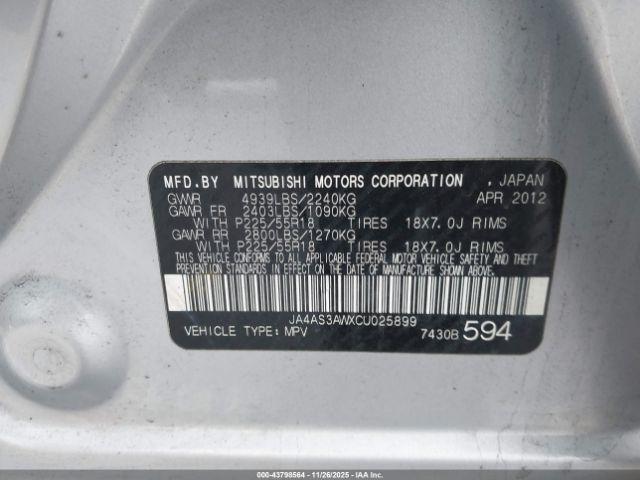 MFD.BY MITSUBISHI MOTORS CORPORATION , JAPAN
GVWR 4939LBS/2240KG APR 2012
GAWR FR 2403LBS/1090KG
WITH P225/55R18 TIRES 18X7.0J RIMS
GAWR RR 2800LBS/1270KG
WITH P225/55R18 TIRES 18X7.0J RIMS
THIS VEHICLE CONFORMS TO ALL APPLICABLE FEDERAL MOTOR VEHICLE SAFETY AND THEFT
PREVENTION STANDARDS IN EFFECT ON THE DATE OF MANUFACTURE SHOWN ABOVE.
JA4AS3AWXCU025899
VEHICLE TYPE: MPV 7430B 594
000-43798564 | 11/26/2025 | © IAA, Inc.